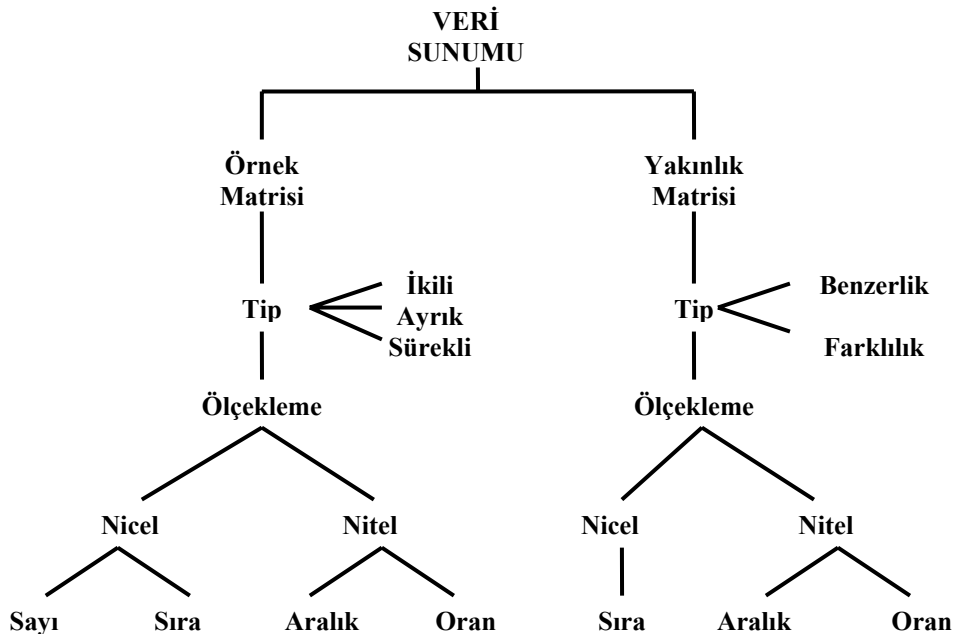 VERİ
SUNUMU
Örnek
Matrisi
Yakınlık
Matrisi
Tip
İkili
Ayrık
Sürekli
Tip
Benzerlik
Farklılık
Ölçekleme
Ölçekleme
Nicel
Nitel
Nicel
Nitel
Sayı
Sıra
Aralık
Oran
Sıra
Aralık
Oran